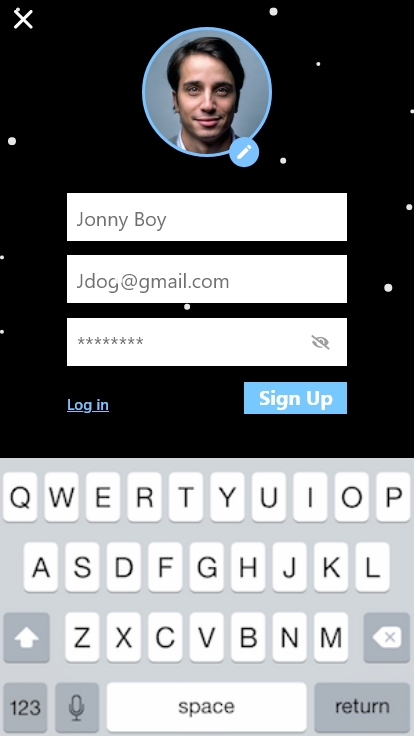 Jonny Boy
Jdog@gmail.com
********
Log in
Sign Up
Q W E R T Y U I O P
A S D F G H J K L
Z X C V B N M
123 space return